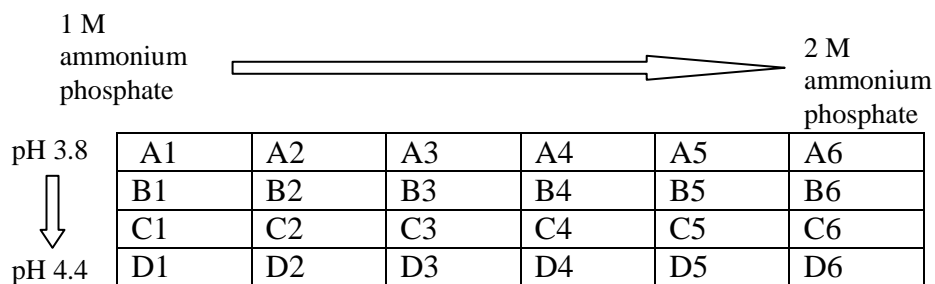 1 M
ammonium
phosphate
2 M
ammonium
phosphate
pH 3.8 A1 A2 A3 A4 A5 A6
B1 B2 B3 B4 B5 B6
C1 C2 C3 C4 C5 C6
pH 4.4 D1 D2 D3 D4 D5 D6